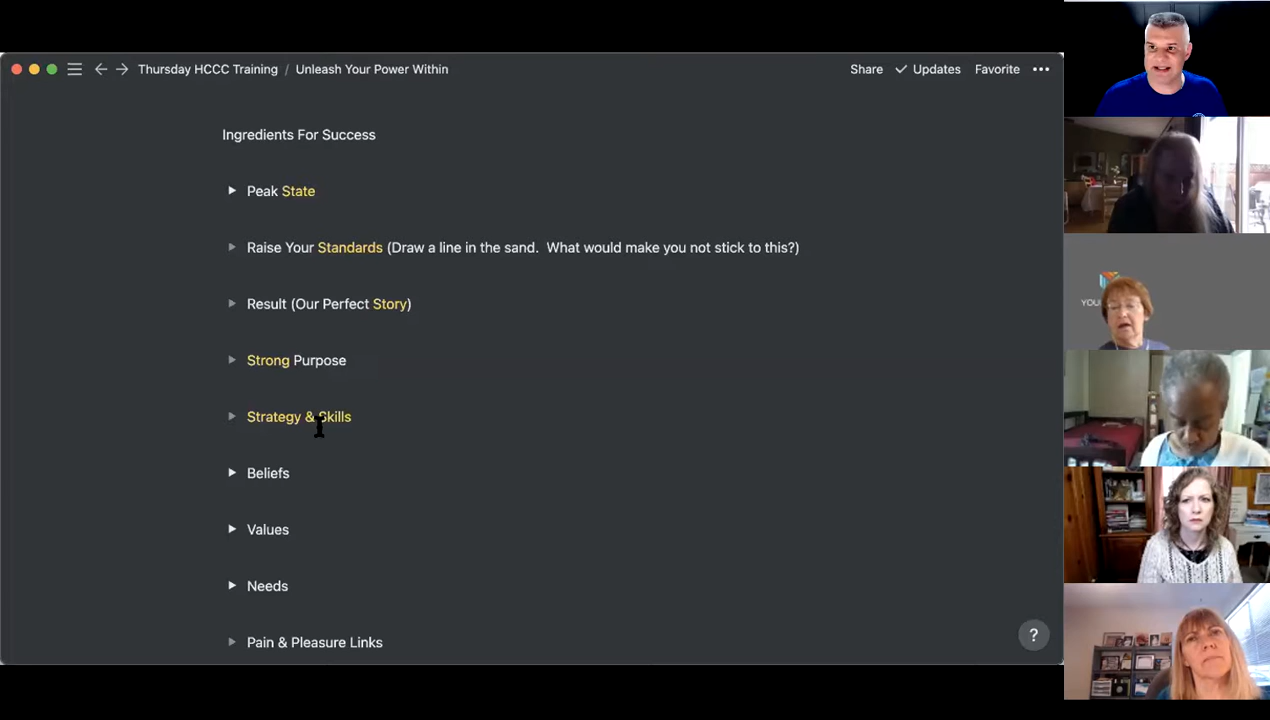 Thursday HCCC Training / Unleash Your Power Within
Share ✓ Updates Favorite •••
Ingredients For Success
Peak State
Raise Your Standards (Draw a line in the sand.  What would make you not stick to this?)
Result (Our Perfect Story)
Strong Purpose
Strategy & Skills
Beliefs
Values
Needs
Pain & Pleasure Links
?